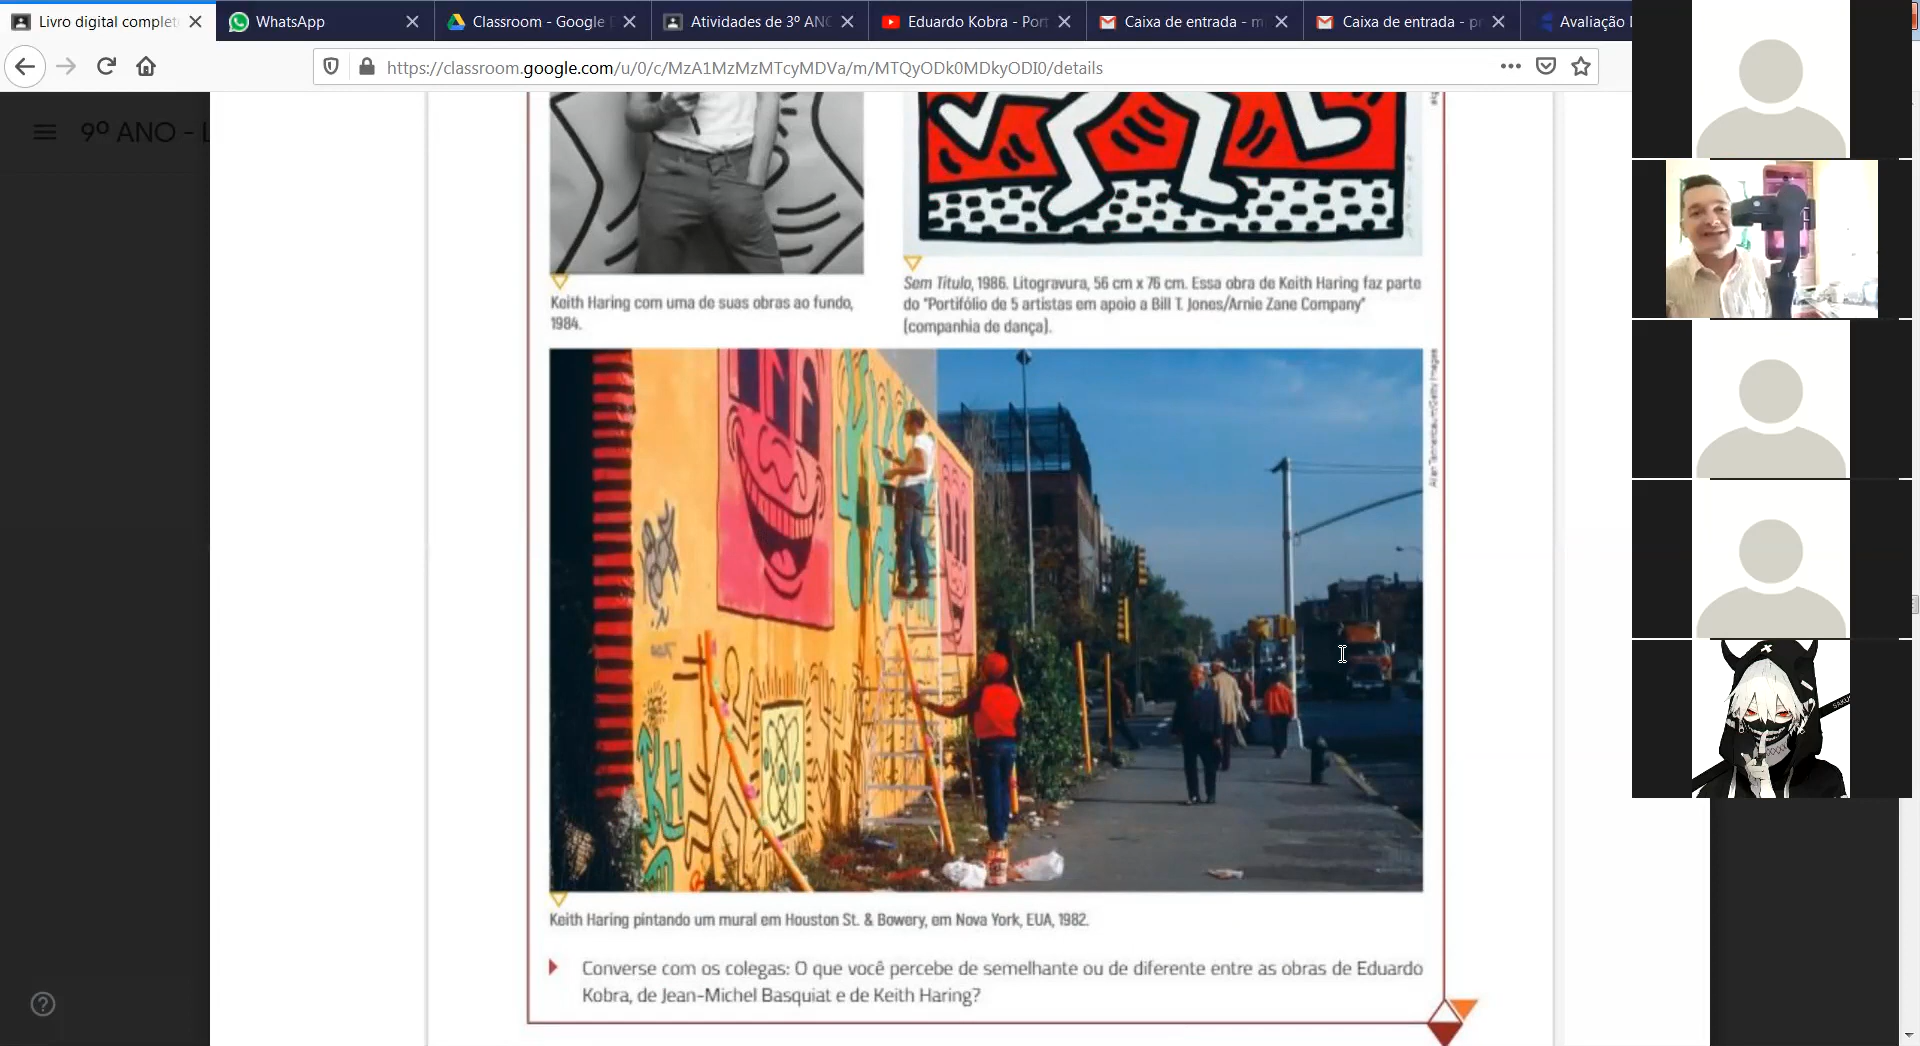 Livro digital complet
WhatsApp
Classroom - Google
Atividades de 3º ANO
Eduardo Kobra - Por
Caixa de entrada - m
Caixa de entrada - p
Avaliação
https://classroom.google.com/u/0/c/MzA1MzMzMTcyMDVa/m/MTQyODk0MDkyODI0/details
9º ANO - L
Keith Haring com uma de suas obras ao fundo,
1984.
Sem Título, 1986. Litogravura, 56 cm x 76 cm. Essa obra de Keith Haring faz parte
do "Portifólio de 5 artistas em apoio a Bill T. Jones/Arnie Zane Company"
(companhia de dança).
Allan Tannenbaum/Getty Images
Keith Haring pintando um mural em Houston St. & Bowery, em Nova York, EUA, 1982.
Converse com os colegas: O que você percebe de semelhante ou de diferente entre as obras de Eduardo
Kobra, de Jean-Michel Basquiat e de Keith Haring?